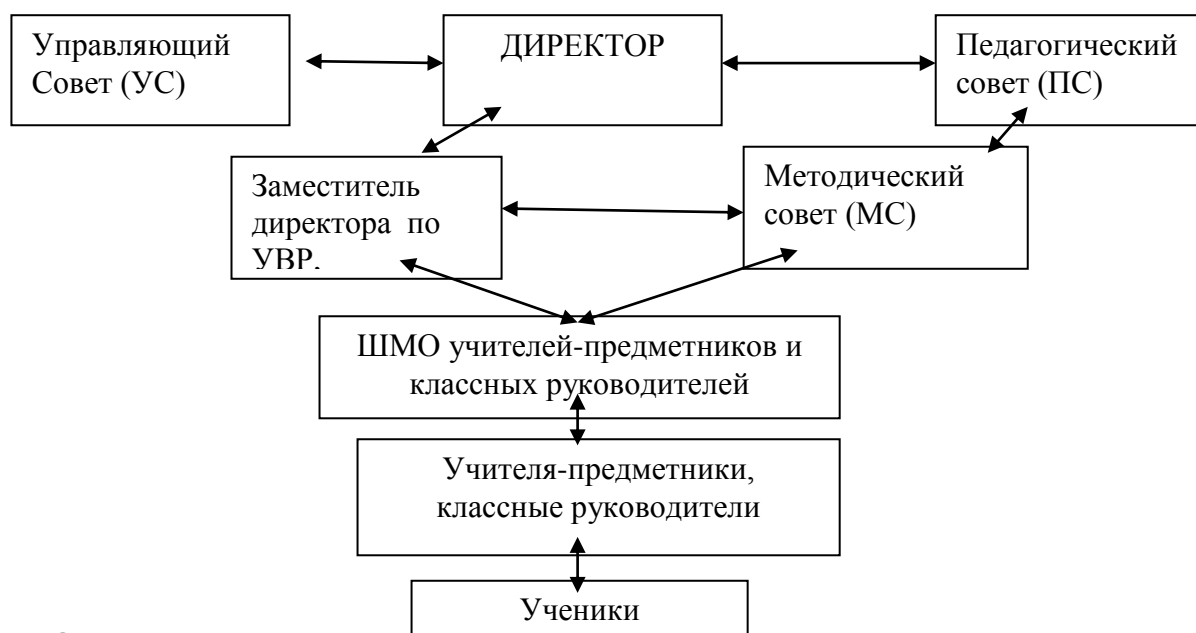 Управляющий
Совет (УС)
ДИРЕКТОР
Педагогический
совет (ПС)
Заместитель
директора по
УВР.
Методический
совет (МС)
ШМО учителей-предметников и
классных руководителей
Учителя-предметники,
классные руководители
Ученики